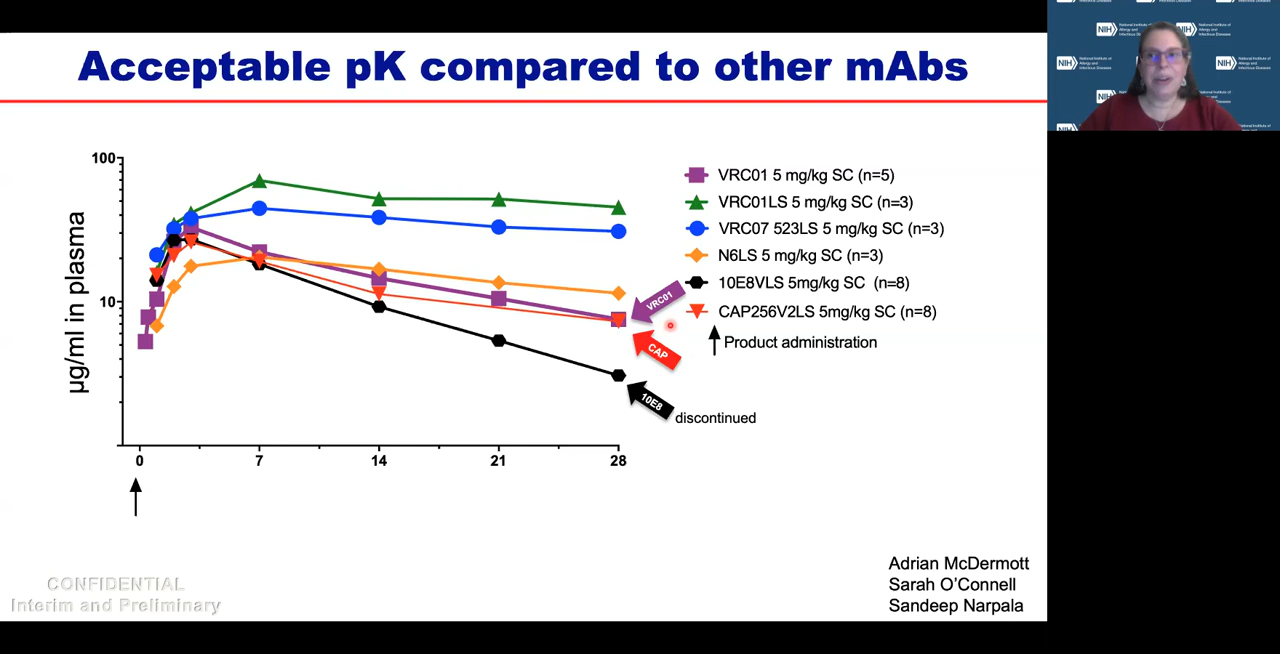 Acceptable pK compared to other mAbs
NIH National Institute of Allergy and Infectious Diseases
100
10
µg/ml in plasma
0 7 14 21 28
VRC01 5 mg/kg SC (n=5)
VRC01LS 5 mg/kg SC (n=3)
VRC07 523LS 5 mg/kg SC (n=3)
N6LS 5 mg/kg SC (n=3)
10E8VLS 5mg/kg SC (n=8)
CAP256V2LS 5mg/kg SC (n=8)
Product administration
VRC01
CAP
10E8
discontinued
Adrian McDermott
Sarah O'Connell
Sandeep Narpala
CONFIDENTIAL
Interim and Preliminary